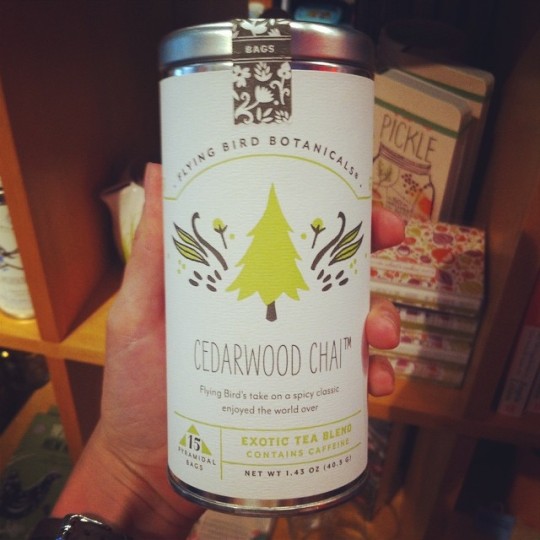 BAGS
FLYING BIRD BOTANICALS®
PICKLE
CEDARWOOD CHAI™
Flying Bird's take on a spicy classic
enjoyed the world over
15
PYRAMIDAL
BAGS
EXOTIC TEA BLEND
CONTAINS CAFFEINE
NET WT 1.43 OZ (40.5 G)